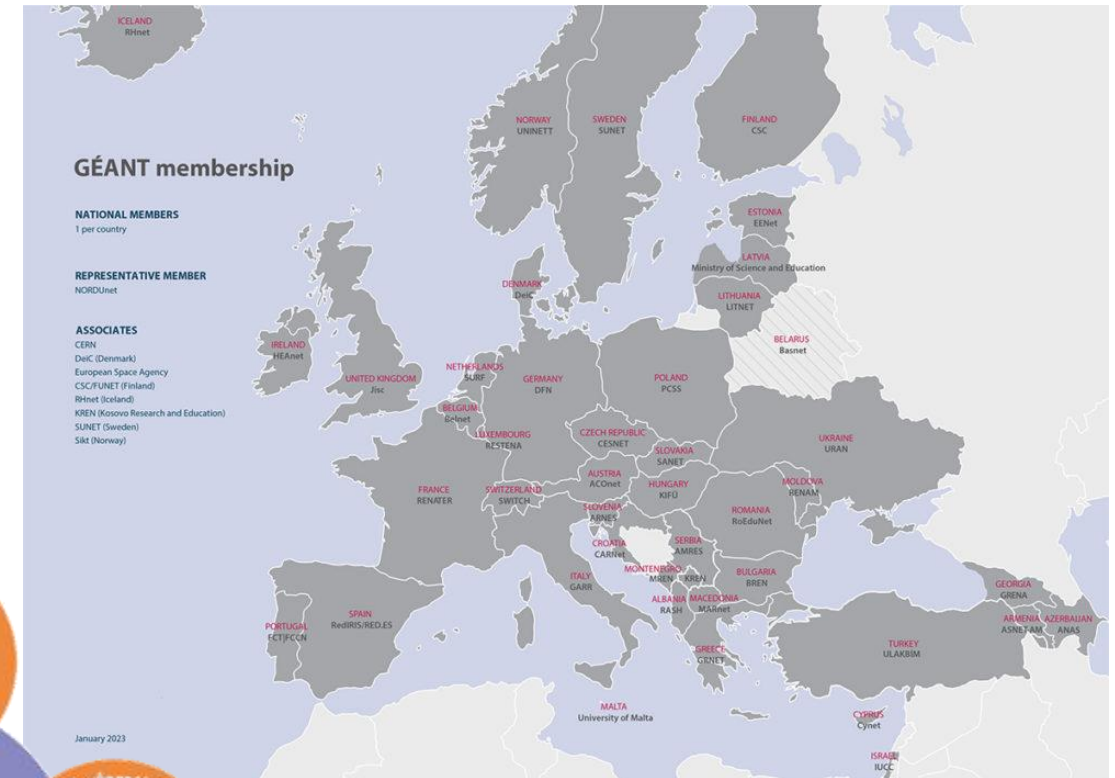 ICELAND
RHnet
NORWAY
UNINETT
SWEDEN
SUNET
FINLAND
CSC
GÉANT membership
NATIONAL MEMBERS
1 per country
REPRESENTATIVE MEMBER
NORDUnet
ASSOCIATES
CERN
DeiC (Denmark)
European Space Agency
CSC/FUNET (Finland)
RHnet (Iceland)
KREN (Kosovo Research and Education)
SUNET (Sweden)
Sikt (Norway)
ESTONIA
EENet
LATVIA
Ministry of Science and Education
LITHUANIA
LITNET
DENMARK
DeiC
BELARUS
Basnet
IRELAND
HEAnet
UNITED KINGDOM
Jisc
NETHERLANDS
SURF
GERMANY
DFN
POLAND
PCSS
BELGIUM
Belnet
LUXEMBOURG
RESTENA
CZECH REPUBLIC
CESNET
SLOVAKIA
SANET
UKRAINE
URAN
FRANCE
RENATER
SWITZERLAND
SWITCH
AUSTRIA
ACOnet
HUNGARY
KIFÜ
MOLDOVA
RENAM
SLOVENIA
ARNES
ROMANIA
RoEduNet
CROATIA
CARNet
SERBIA
AMRES
MONTENEGRO
MREN
KREN
BULGARIA
BREN
ITALY
GARR
ALBANIA
RASH
MACEDONIA
MARnet
GEORGIA
GRENA
ARMENIA
ASNET-AM
AZERBAIJAN
ANAS
PORTUGAL
FCT|FCCN
SPAIN
RedIRIS/RED.ES
GREECE
GRNET
TURKEY
ULAKBİM
MALTA
University of Malta
CYPRUS
Cynet
ISRAEL
IUCC
January 2023